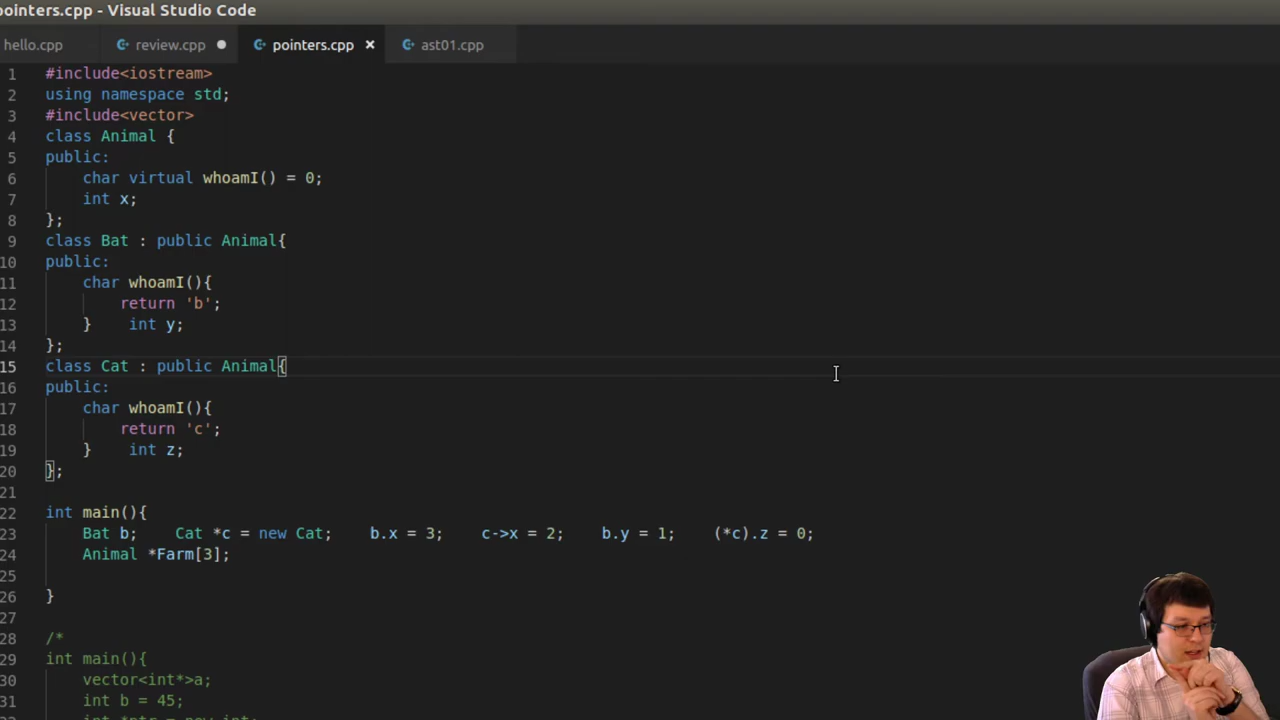 pointers.cpp - Visual Studio Code
hello.cpp review.cpp pointers.cpp ast01.cpp
1 #include<iostream>
2 using namespace std;
3 #include<vector>
4 class Animal {
5 public:
6 char virtual whoamI() = 0;
7 int x;
8 };
9 class Bat : public Animal{
10 public:
11 char whoamI(){
12 return 'b';
13 } int y;
14 };
15 class Cat : public Animal{
16 public:
17 char whoamI(){
18 return 'c';
19 } int z;
20 };
21
22 int main(){
23 Bat b; Cat *c = new Cat; b.x = 3; c->x = 2; b.y = 1; (*c).z = 0;
24 Animal *Farm[3];
25
26 }
27
28 /*
29 int main(){
30 vector<int*>a;
31 int b = 45;
int *ptr = new int;